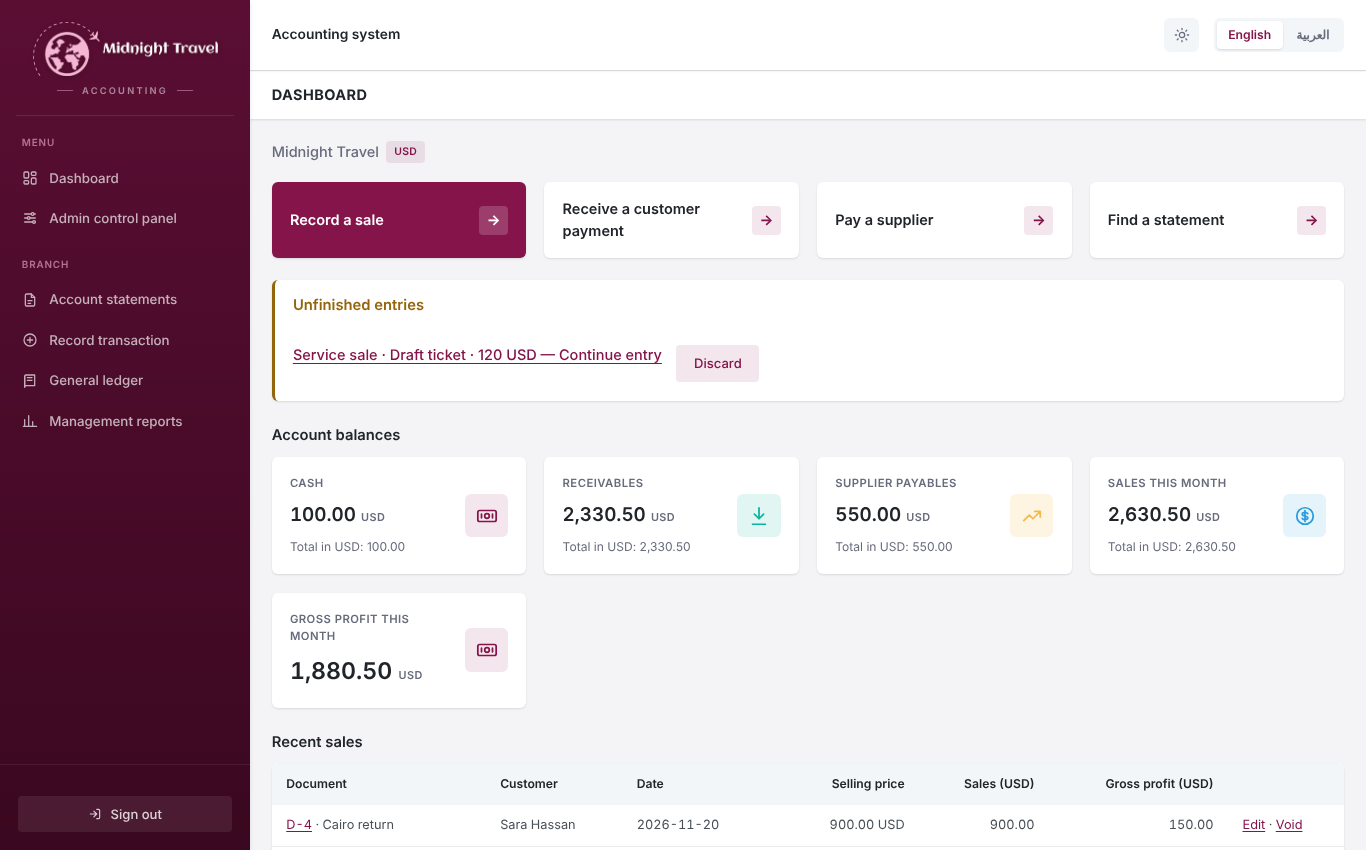 Midnight Travel
ACCOUNTING
MENU
Dashboard
Admin control panel
BRANCH
Account statements
Record transaction
General ledger
Management reports
Sign out
Accounting system
English
العربية
DASHBOARD
Midnight Travel USD
Record a sale
Receive a customer
payment
Pay a supplier
Find a statement
Unfinished entries
Service sale · Draft ticket · 120 USD — Continue entry
Discard
Account balances
CASH
100.00 USD
Total in USD: 100.00
RECEIVABLES
2,330.50 USD
Total in USD: 2,330.50
SUPPLIER PAYABLES
550.00 USD
Total in USD: 550.00
SALES THIS MONTH
2,630.50 USD
Total in USD: 2,630.50
GROSS PROFIT THIS
MONTH
1,880.50 USD
Recent sales
Document Customer Date Selling price Sales (USD) Gross profit (USD)
D-4 · Cairo return Sara Hassan 2026-11-20 900.00 USD 900.00 150.00 Edit · Void